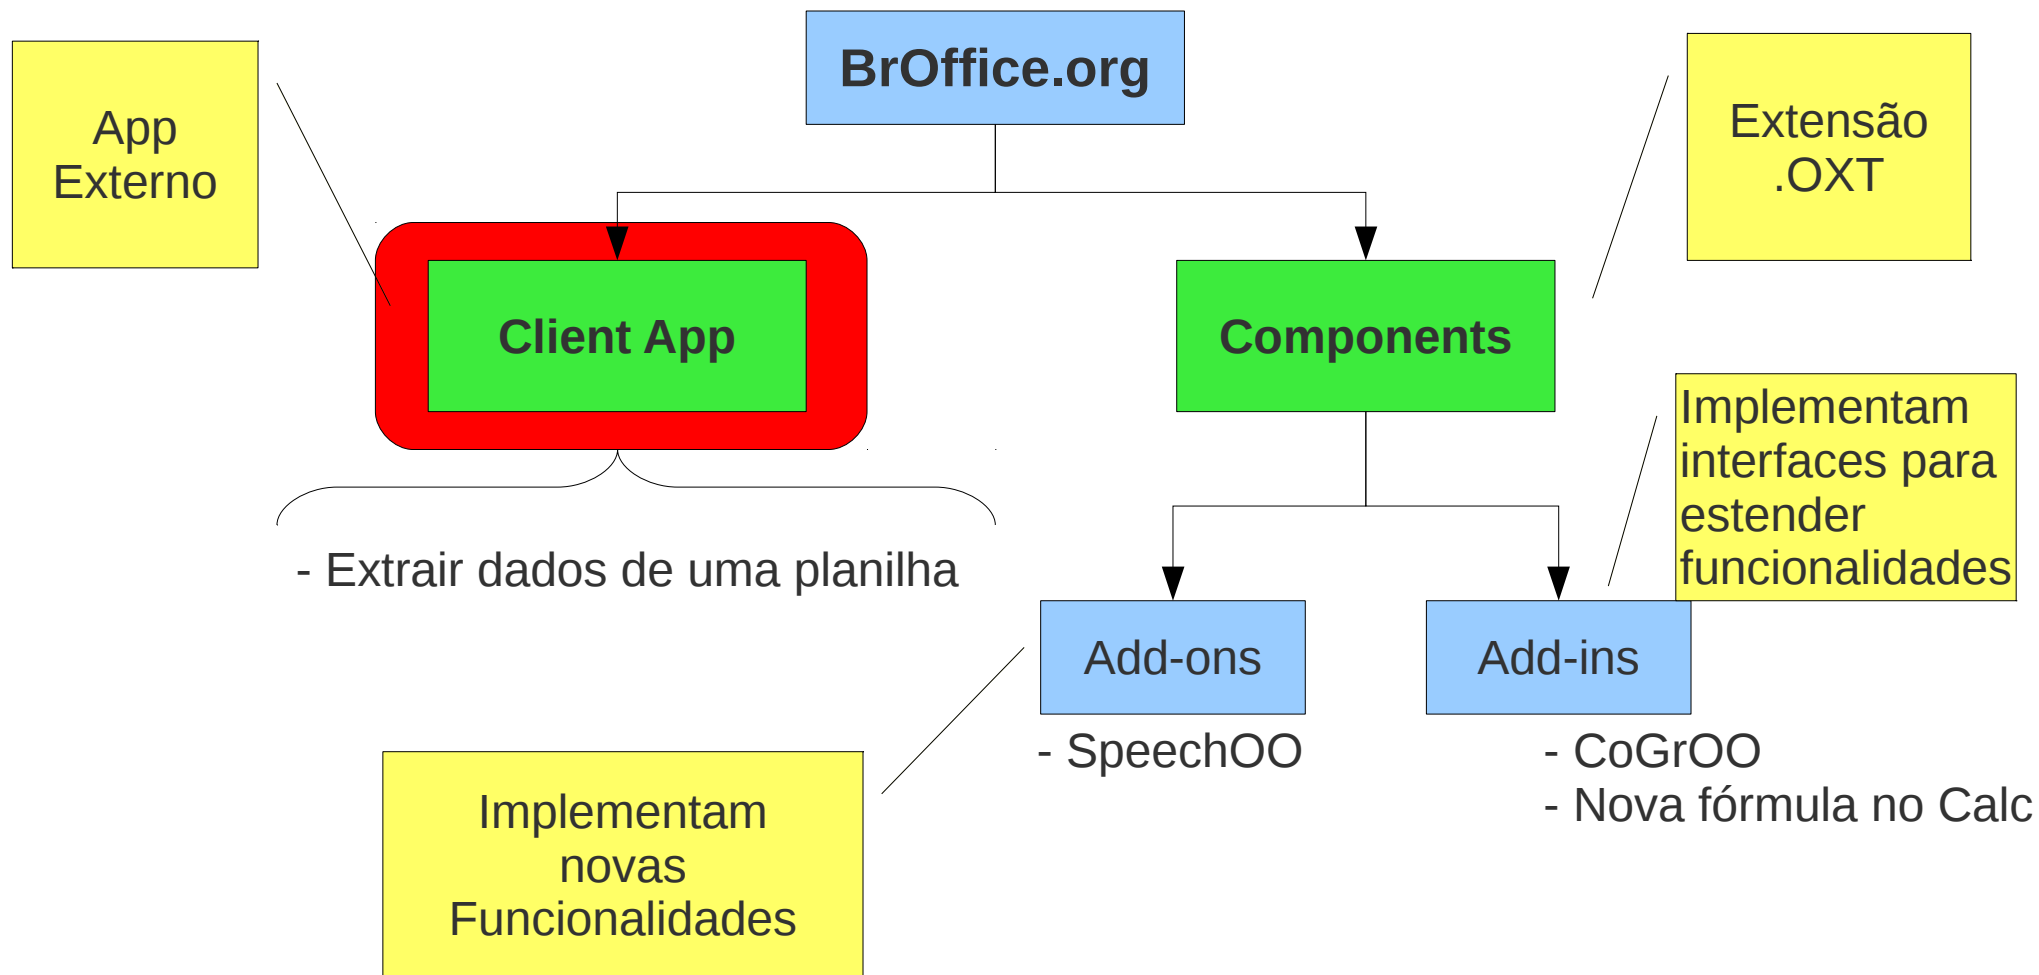 BrOffice.org
App
Externo
Extensão
.OXT
Client App
Components
Implementam
interfaces para
estender
funcionalidades
- Extrair dados de uma planilha
Add-ons
Add-ins
- SpeechOO
- CoGrOO
- Nova fórmula no Calc
Implementam
novas
Funcionalidades